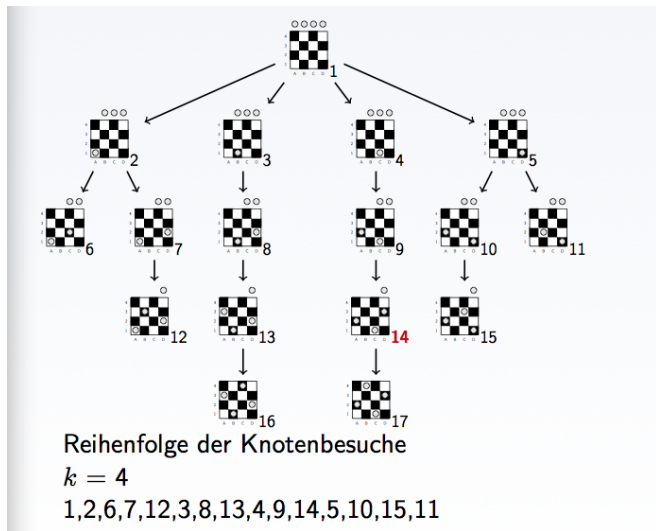 1
2 3 4 5
6 7 8 9 10 11
12 13 14 15
16 17
Reihenfolge der Knotenbesuche
k = 4
1,2,6,7,12,3,8,13,4,9,14,5,10,15,11